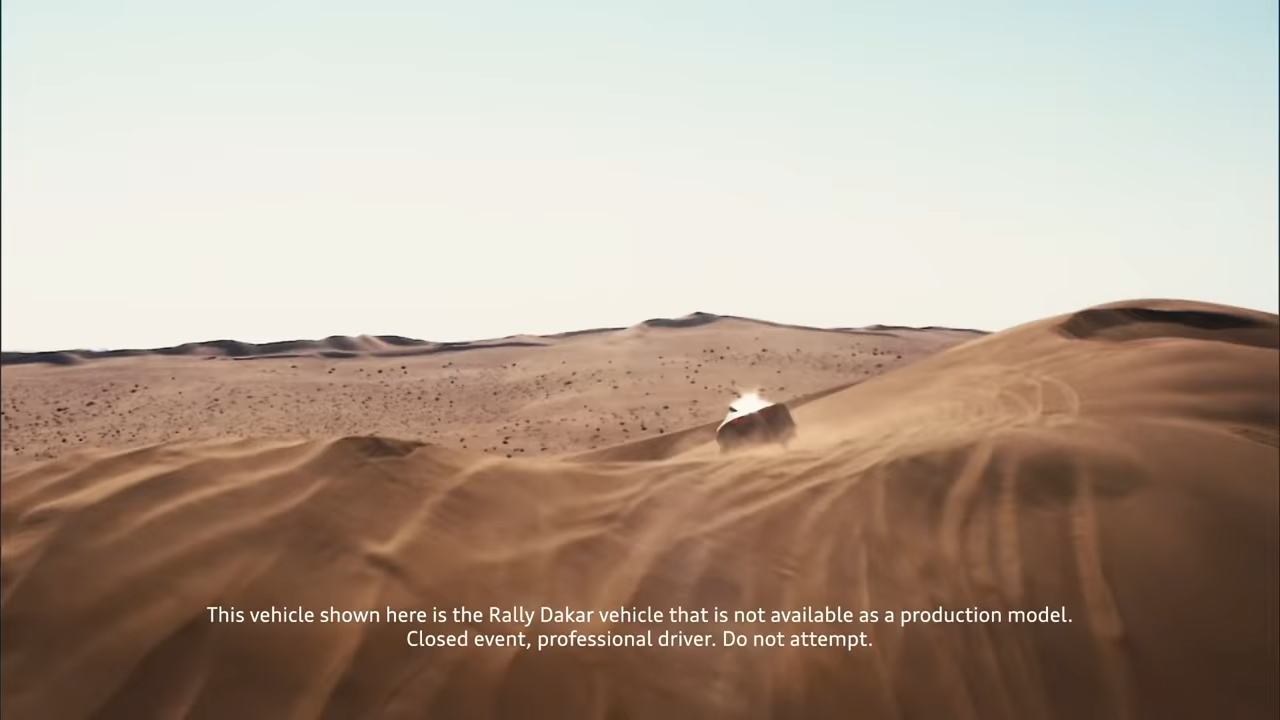 This vehicle shown here is the Rally Dakar vehicle that is not available as a production model.
Closed event, professional driver. Do not attempt.